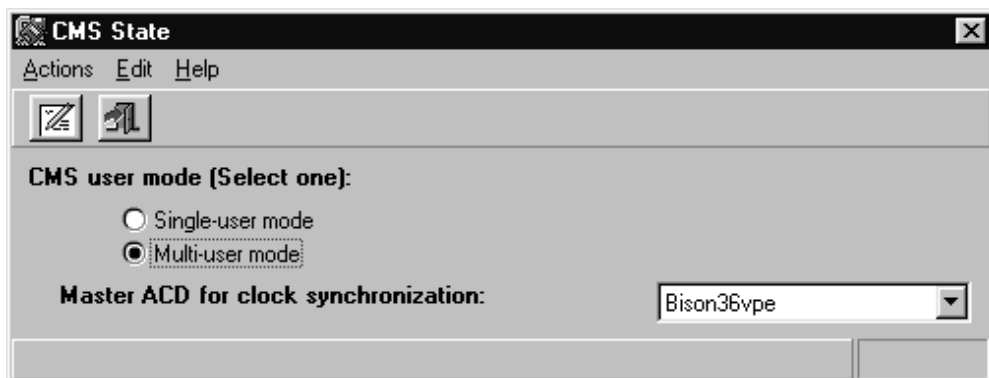 CMS State
Actions Edit Help
CMS user mode (Select one):
Single-user mode
Multi-user mode
Master ACD for clock synchronization:
Bison36vpe